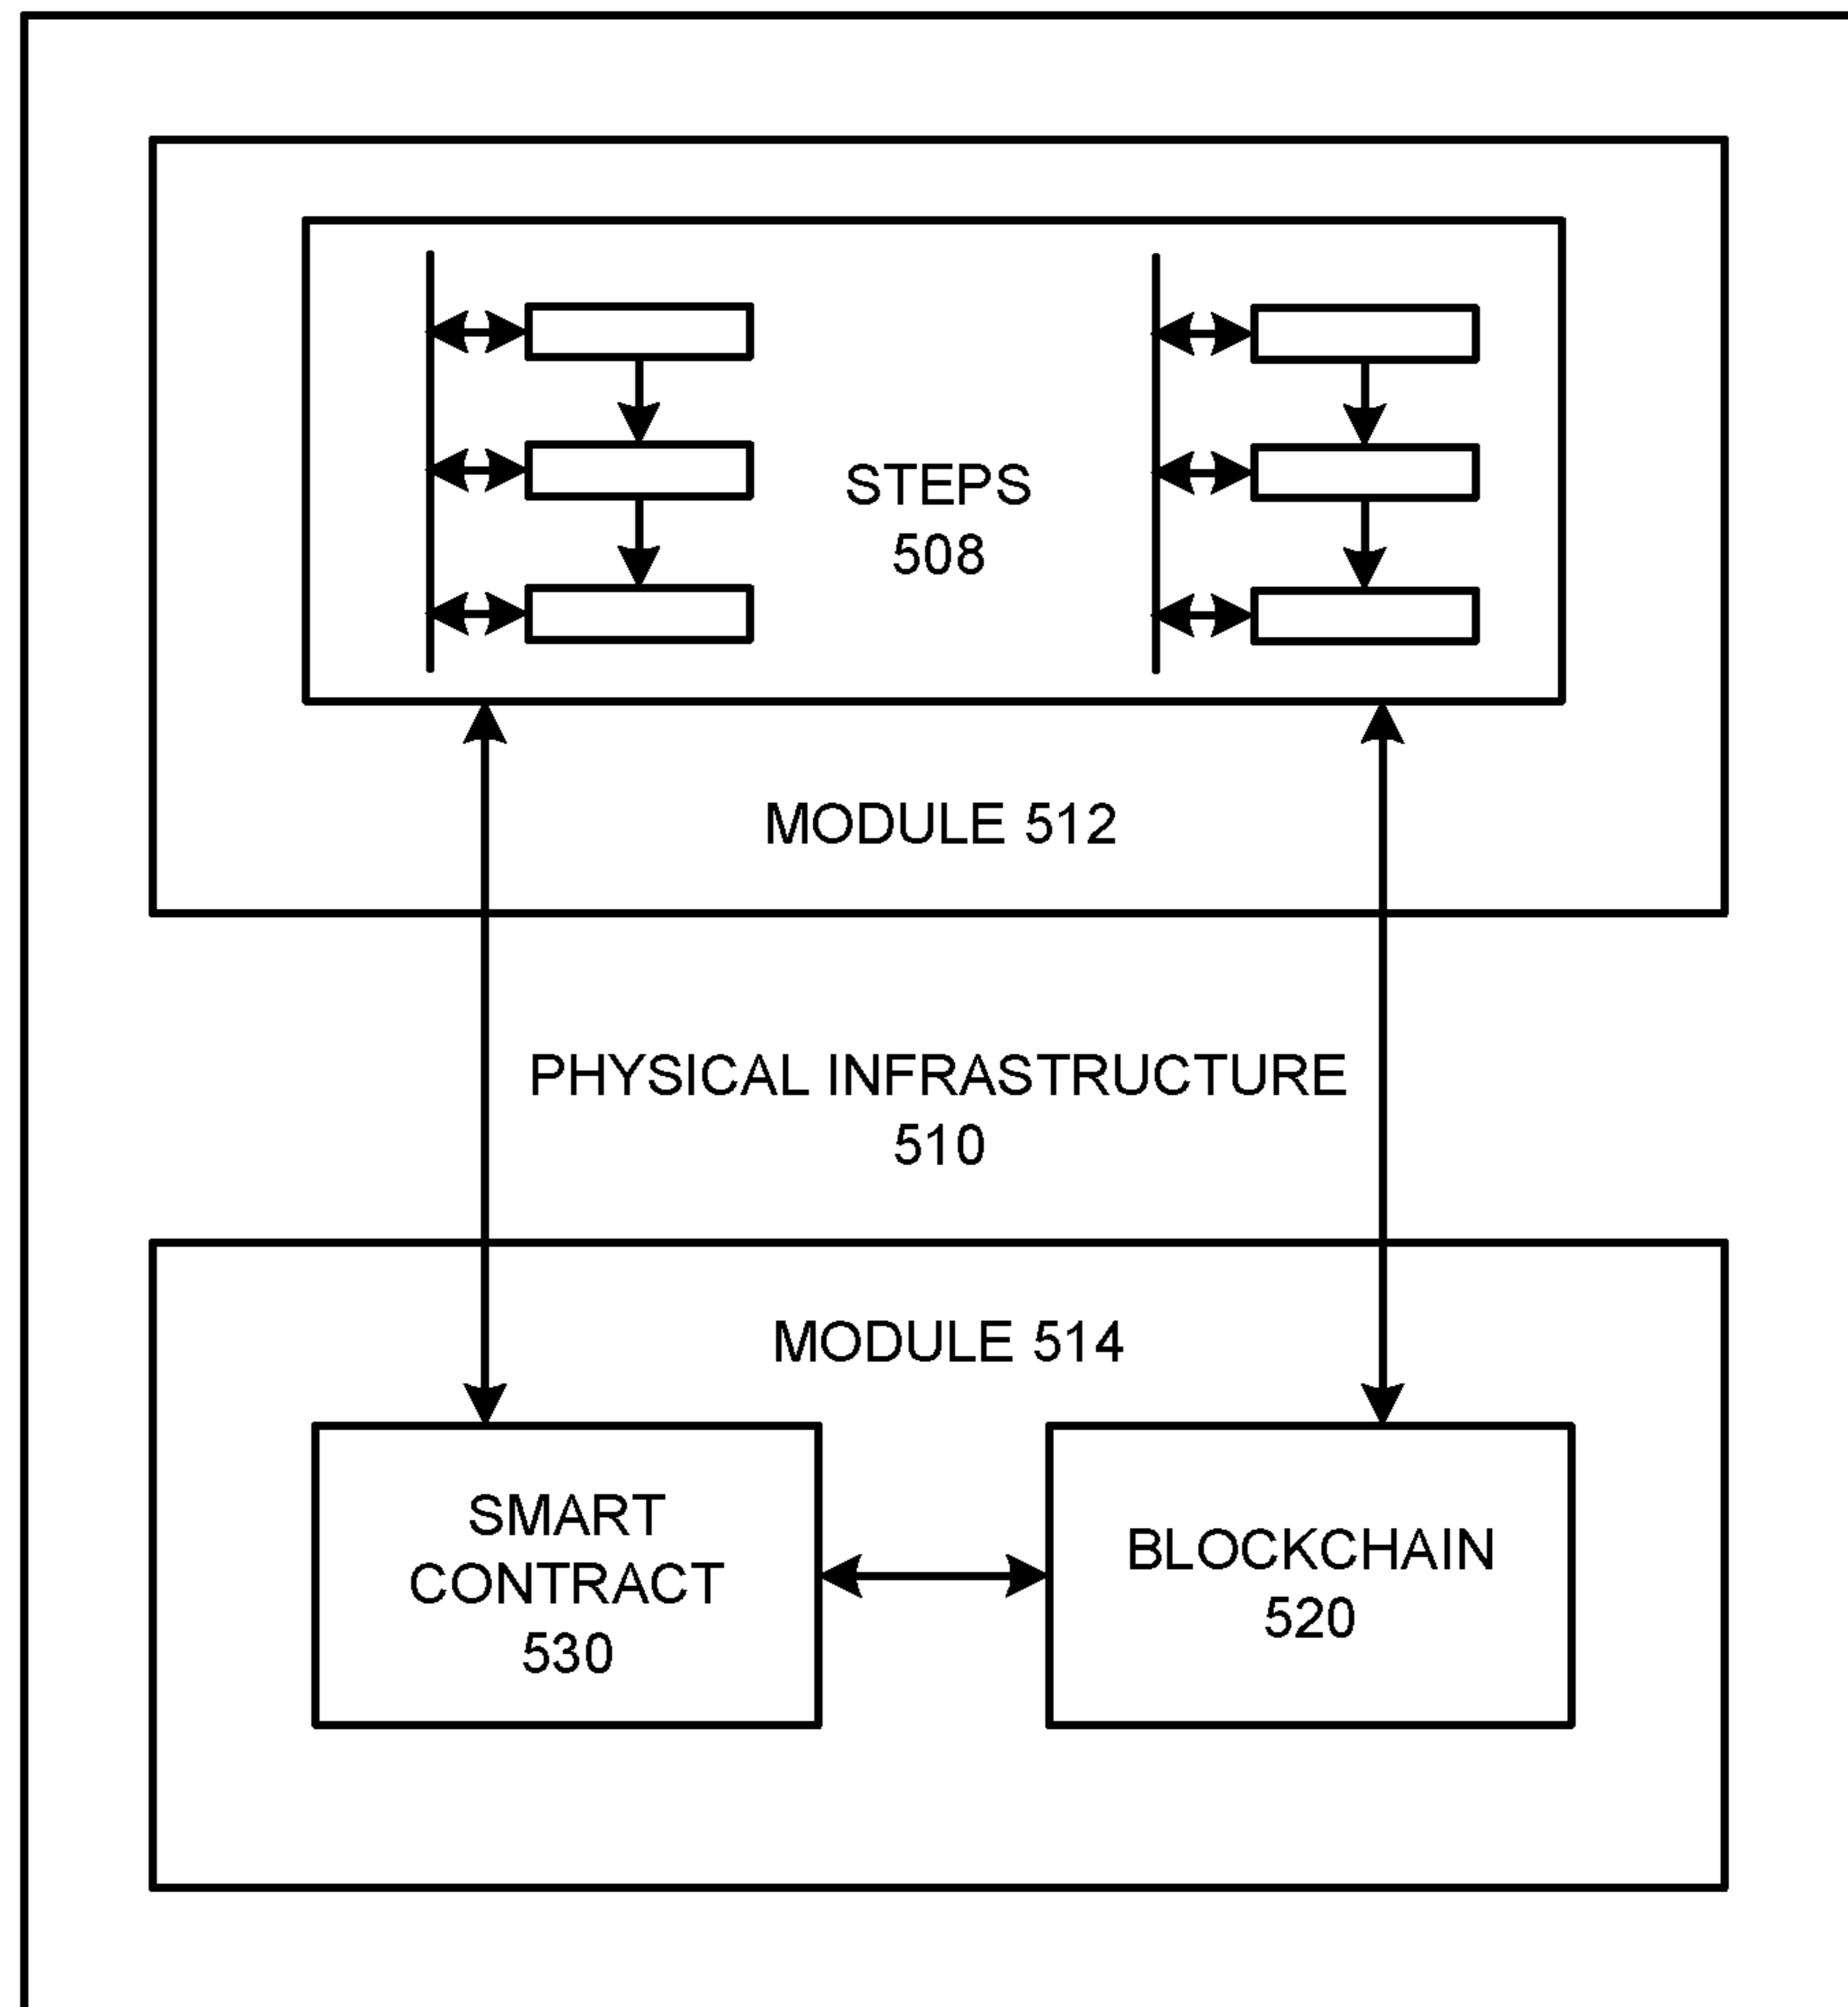 STEPS
508
MODULE 512
PHYSICAL INFRASTRUCTURE
510
MODULE 514
SMART
CONTRACT
530
BLOCKCHAIN
520